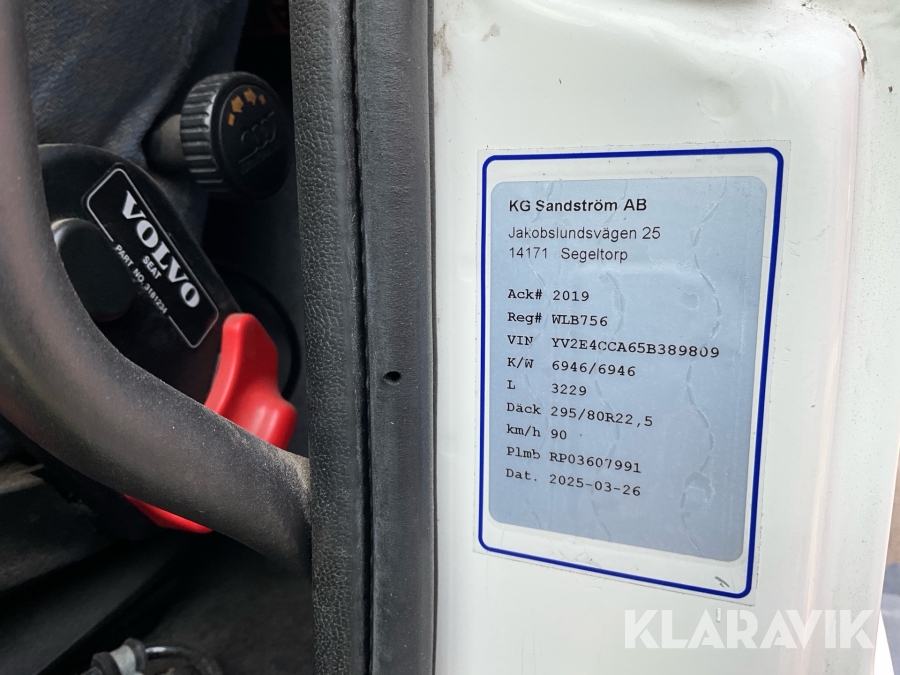 VOLVO
SEAT
PART NO. 3181234
KG Sandström AB
Jakobslundsvägen 25
14171 Segeltorp
Ack# 2019
Reg# WLB756
VIN YV2E4CCA65B389809
K/W 6946/6946
L 3229
Däck 295/80R22,5
km/h 90
Plmb RP03607991
Dat. 2025-03-26
KLARAVIK